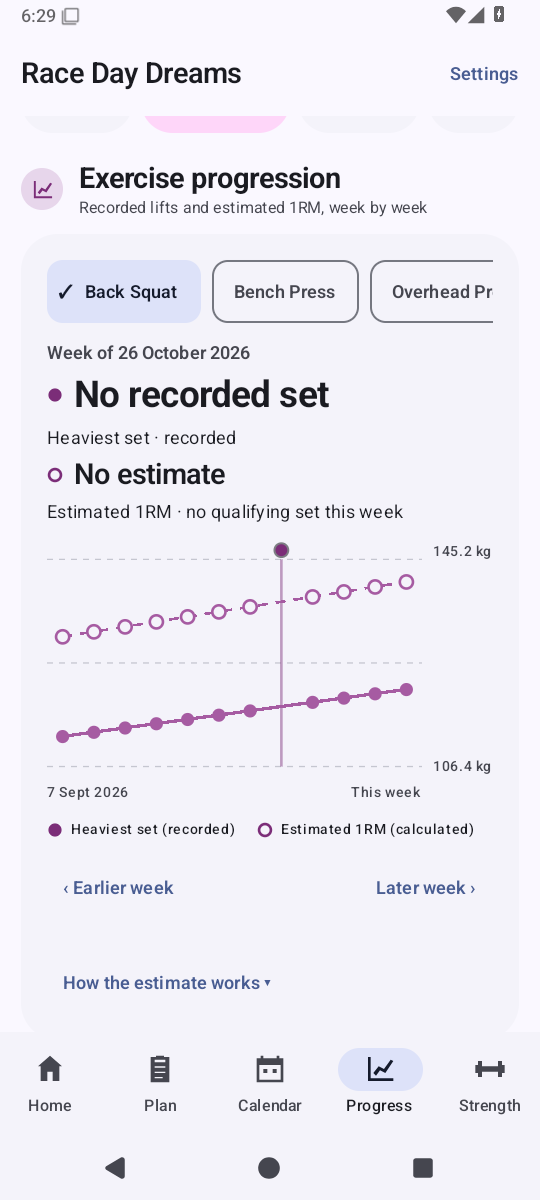 6:29
Race Day Dreams
Settings
Exercise progression
Recorded lifts and estimated 1RM, week by week
✓ Back Squat
Bench Press
Overhead Pr
Week of 26 October 2026
No recorded set
Heaviest set · recorded
No estimate
Estimated 1RM · no qualifying set this week
145.2 kg
106.4 kg
7 Sept 2026
This week
Heaviest set (recorded)
Estimated 1RM (calculated)
‹ Earlier week
Later week ›
How the estimate works ▾
Home
Plan
Calendar
Progress
Strength